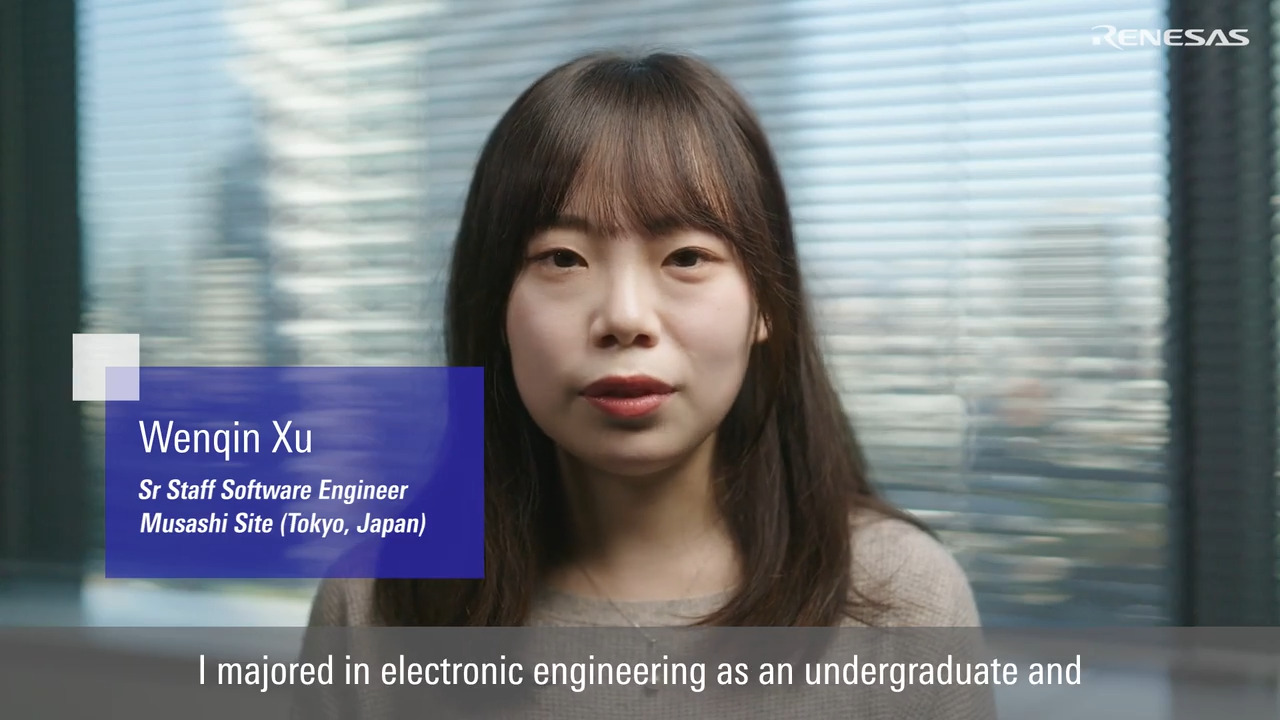 RENESAS
Wenqin Xu
Sr Staff Software Engineer
Musashi Site (Tokyo, Japan)
I majored in electronic engineering as an undergraduate and